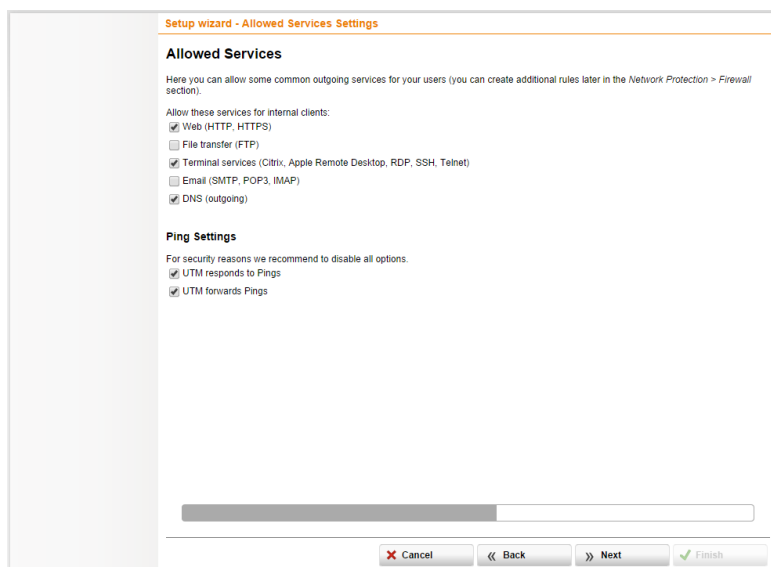 Setup wizard - Allowed Services Settings
Allowed Services
Here you can allow some common outgoing services for your users (you can create additional rules later in the Network Protection > Firewall
section).
Allow these services for internal clients:
Web (HTTP, HTTPS)
File transfer (FTP)
Terminal services (Citrix, Apple Remote Desktop, RDP, SSH, Telnet)
Email (SMTP, POP3, IMAP)
DNS (outgoing)
Ping Settings
For security reasons we recommend to disable all options.
UTM responds to Pings
UTM forwards Pings
Cancel
Back
Next
Finish